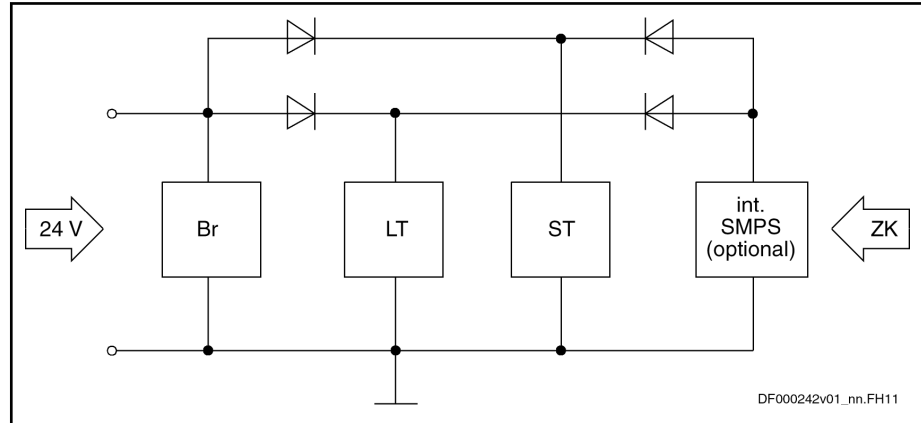 24 V
Br
LT
ST
int.
SMPS
(optional)
ZK
DF000242v01_nn.FH11